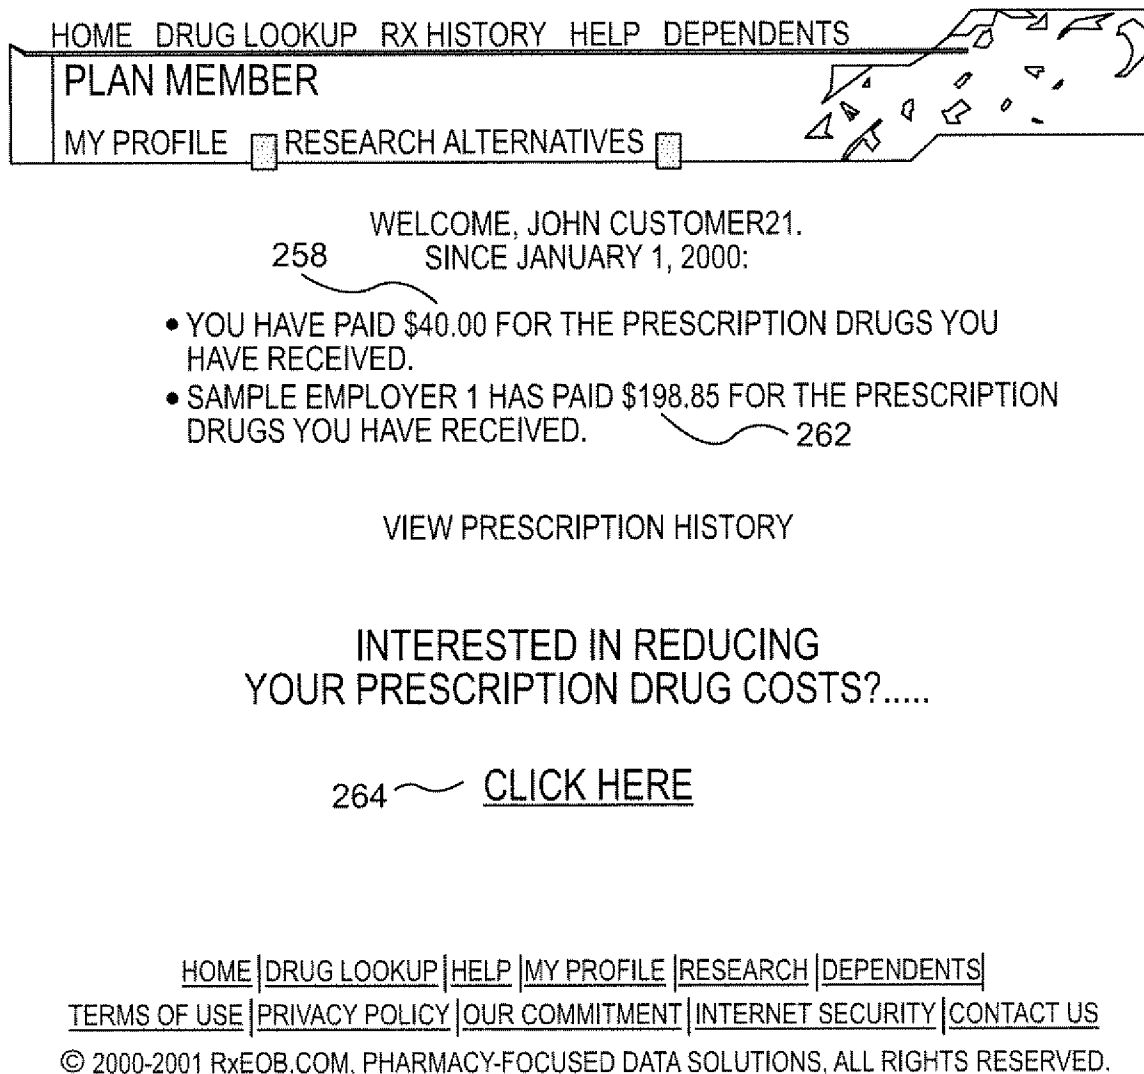 HOME DRUG LOOKUP RX HISTORY HELP DEPENDENTS
PLAN MEMBER
MY PROFILE RESEARCH ALTERNATIVES
WELCOME, JOHN CUSTOMER21.
258 SINCE JANUARY 1, 2000:
• YOU HAVE PAID $40.00 FOR THE PRESCRIPTION DRUGS YOU
HAVE RECEIVED.
• SAMPLE EMPLOYER 1 HAS PAID $198.85 FOR THE PRESCRIPTION
DRUGS YOU HAVE RECEIVED. 262
VIEW PRESCRIPTION HISTORY
INTERESTED IN REDUCING
YOUR PRESCRIPTION DRUG COSTS?.....
264 CLICK HERE
HOME|DRUG LOOKUP|HELP|MY PROFILE|RESEARCH|DEPENDENTS|
TERMS OF USE|PRIVACY POLICY|OUR COMMITMENT|INTERNET SECURITY|CONTACT US
© 2000-2001 RxEOB.COM, PHARMACY-FOCUSED DATA SOLUTIONS, ALL RIGHTS RESERVED.